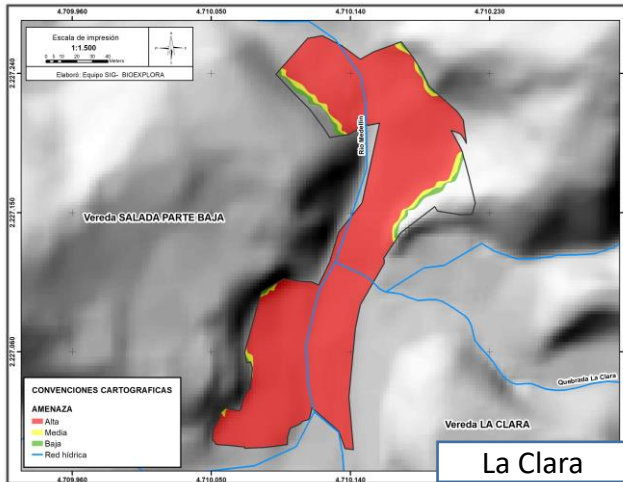 4.709.960 4.710.050 4.710.140 4.710.230
Escala de impresión
1:1.500
0 5 10 20 30 40
Meters
Elaboró: Equipo SIG- BIOEXPLORA
2.227.240
Río Medellín
2.227.150
Vereda SALADA PARTE BAJA
2.227.060
Quebrada La Clara
CONVENCIONES CARTOGRAFICAS
AMENAZA
Alta
Media
Baja
Red hídrica
Vereda LA CLARA
La Clara
4.709.960 4.710.050 4.710.140 4.710.230